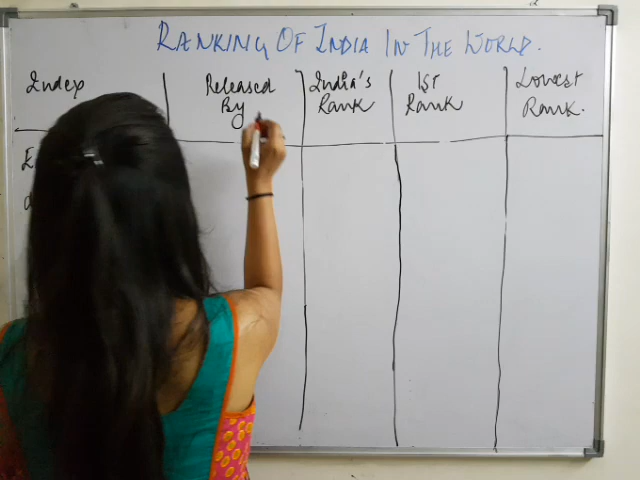 RANKING OF INDIA IN THE WORLD.
Index
Released
By
India's
Rank
1st
Rank
Lowest
Rank.